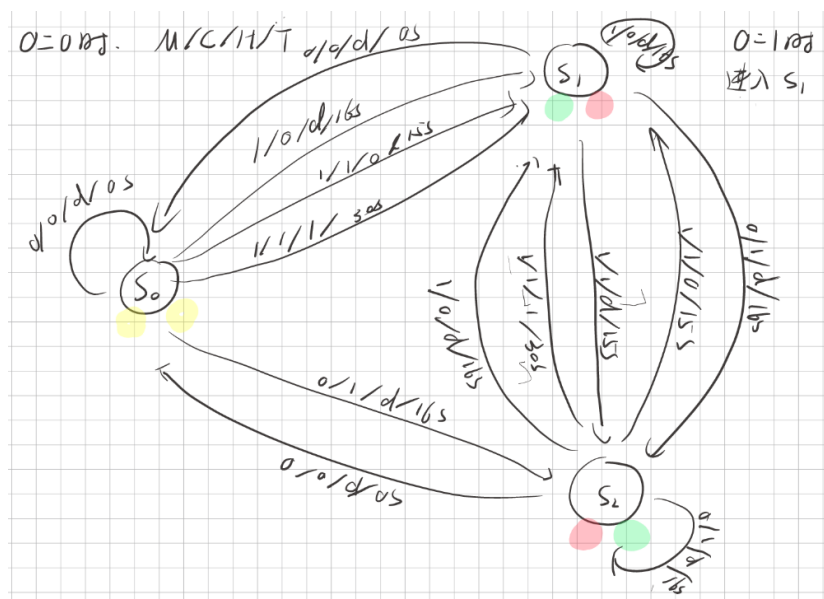 O=0时. M/C/H/T
0/0/d/0s
O=1时
进入 S₁
S₁
1/0/d/16s
1/1/0/15s
1/1/1/30s
0/0/d/0s
S₀
0/1/d/16s
0/0/d/0s
1/0/d/16s
1/1/1/30s
1/1/d/15s
1/1/0/15s
0/1/d/16s
S₂
0/1/d/16s